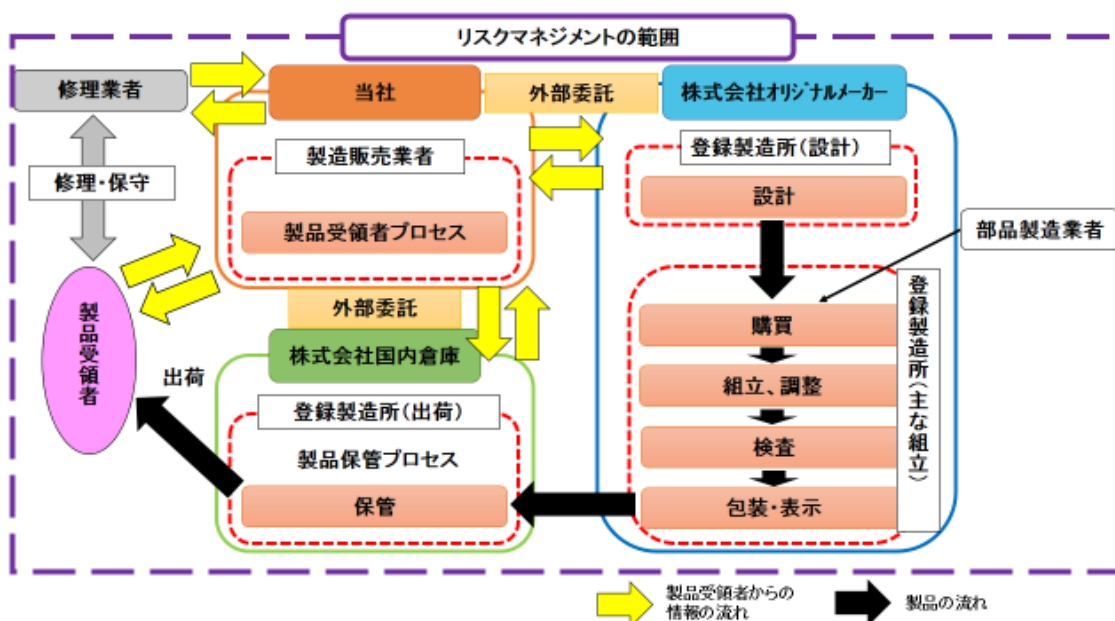 リスクマネジメントの範囲
修理業者
当社
外部委託
株式会社オリジナルメーカー
製造販売業者
登録製造所(設計)
修理・保守
設計
製品受領者プロセス
部品製造業者
外部委託
登録製造所(主な組立)
製品受領者
購買
株式会社国内倉庫
出荷
組立、調整
登録製造所(出荷)
検査
製品保管プロセス
保管
包装・表示
製品受領者からの
情報の流れ
製品の流れ